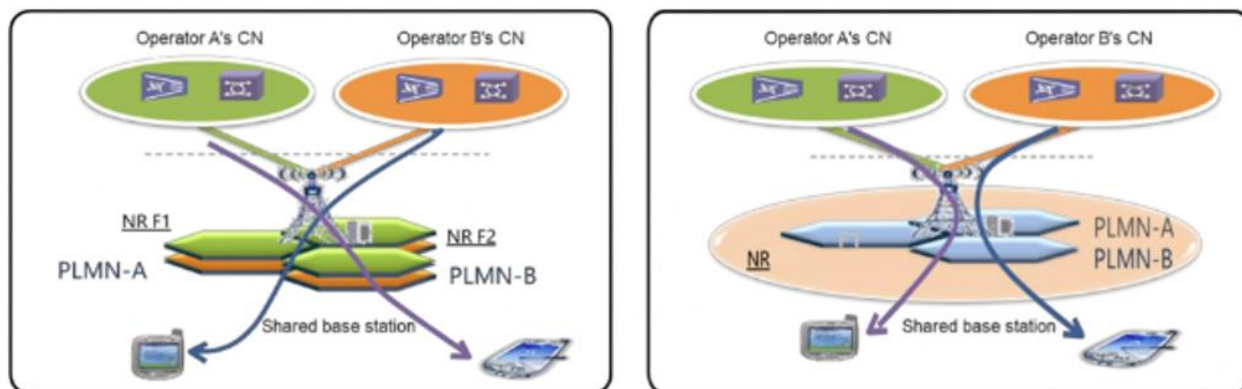 Operator A's CN
Operator B's CN
NR F1
NR F2
PLMN-A
PLMN-B
Shared base station
Operator A's CN
Operator B's CN
PLMN-A
PLMN-B
NR
Shared base station